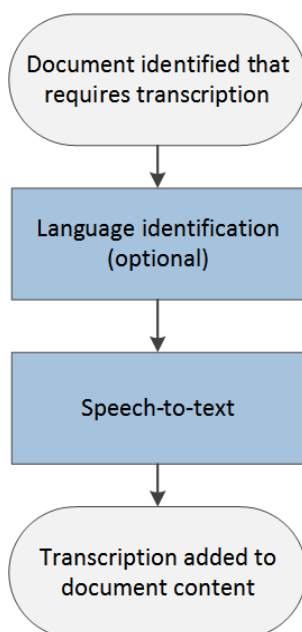 Document identified that
requires transcription
Language identification
(optional)
Speech-to-text
Transcription added to
document content